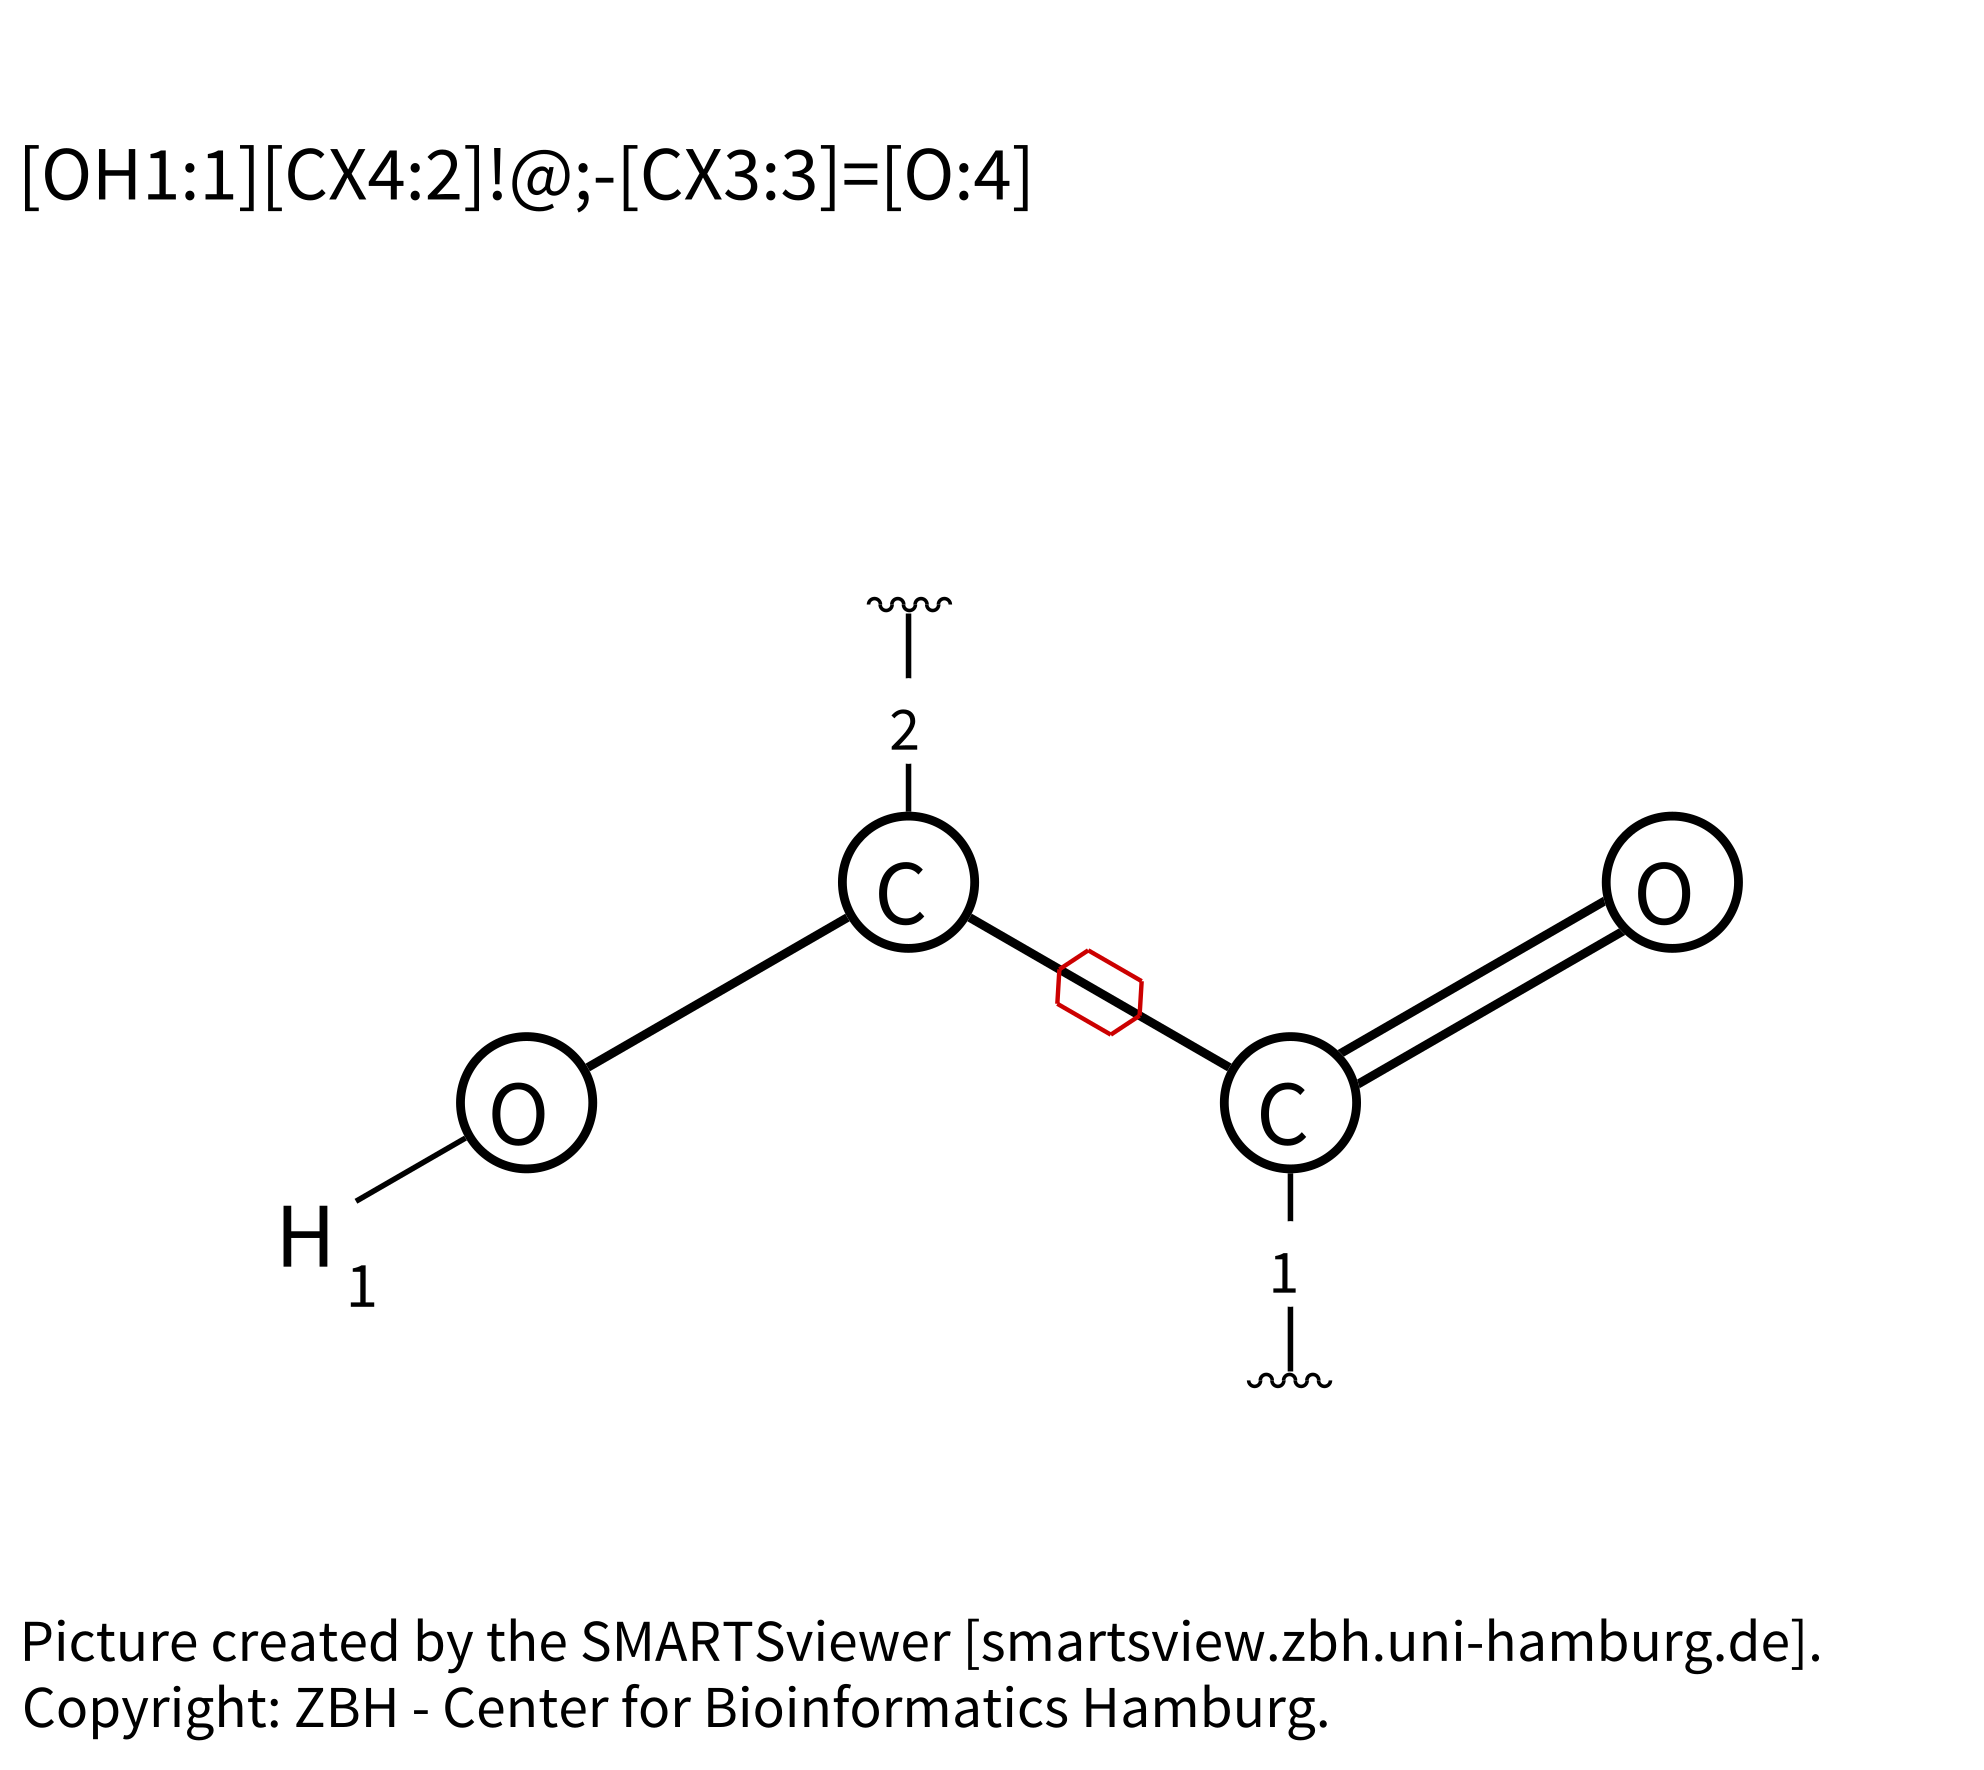 [OH1:1][CX4:2]!@;-[CX3:3]=[O:4]
2
C
O
O
C
H
1
1
Picture created by the SMARTSviewer [smartsview.zbh.uni-hamburg.de].
Copyright: ZBH - Center for Bioinformatics Hamburg.